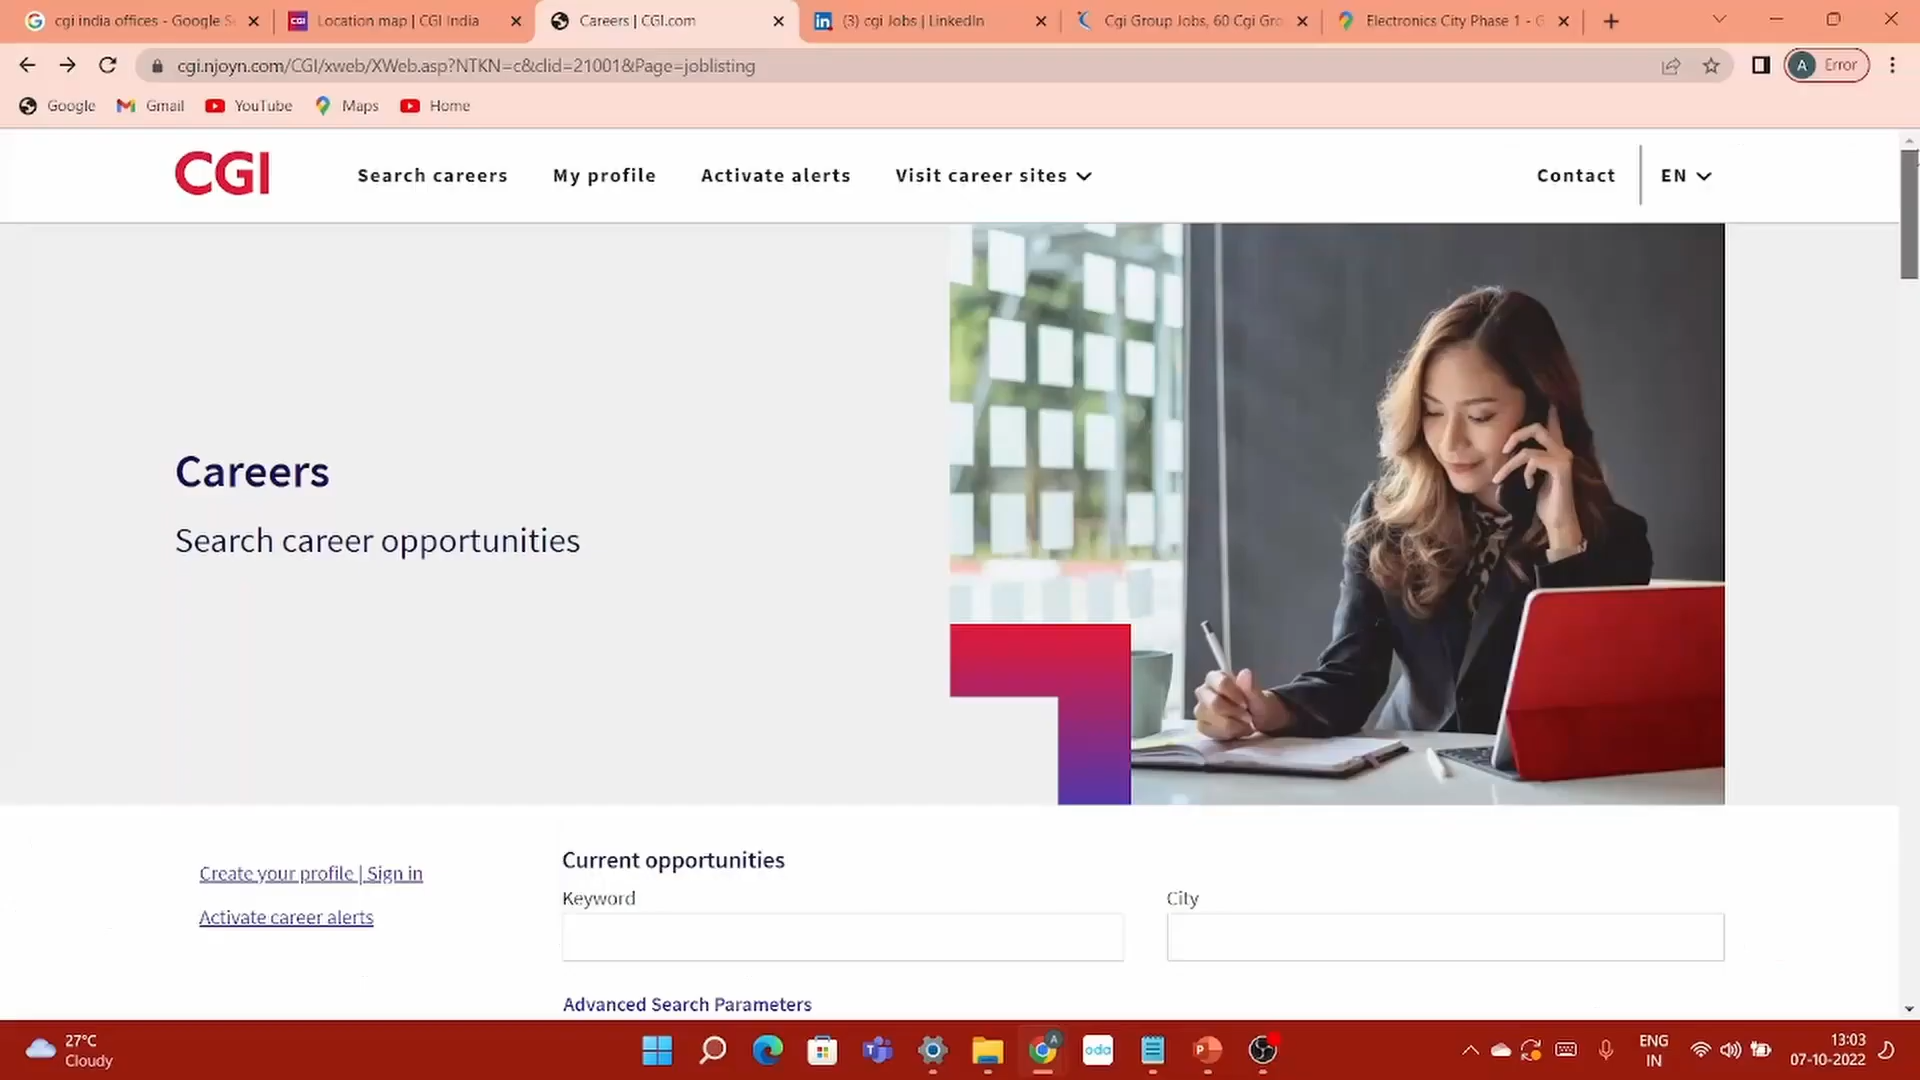 cgi india offices - Google S
Location map | CGI India
Careers | CGI.com
(3) cgi Jobs | LinkedIn
Cgi Group Jobs, 60 Cgi Gro
Electronics City Phase 1 - G
cgi.njoyn.com/CGI/xweb/XWeb.asp?NTKN=c&clid=21001&Page=joblisting
A Error
Google
Gmail
YouTube
Maps
Home
CGI
Search careers
My profile
Activate alerts
Visit career sites
Contact
EN
Careers
Search career opportunities
Create your profile | Sign in
Activate career alerts
Current opportunities
Keyword
City
Advanced Search Parameters
27°C
Cloudy
oda
ENG
IN
13:03
07-10-2022